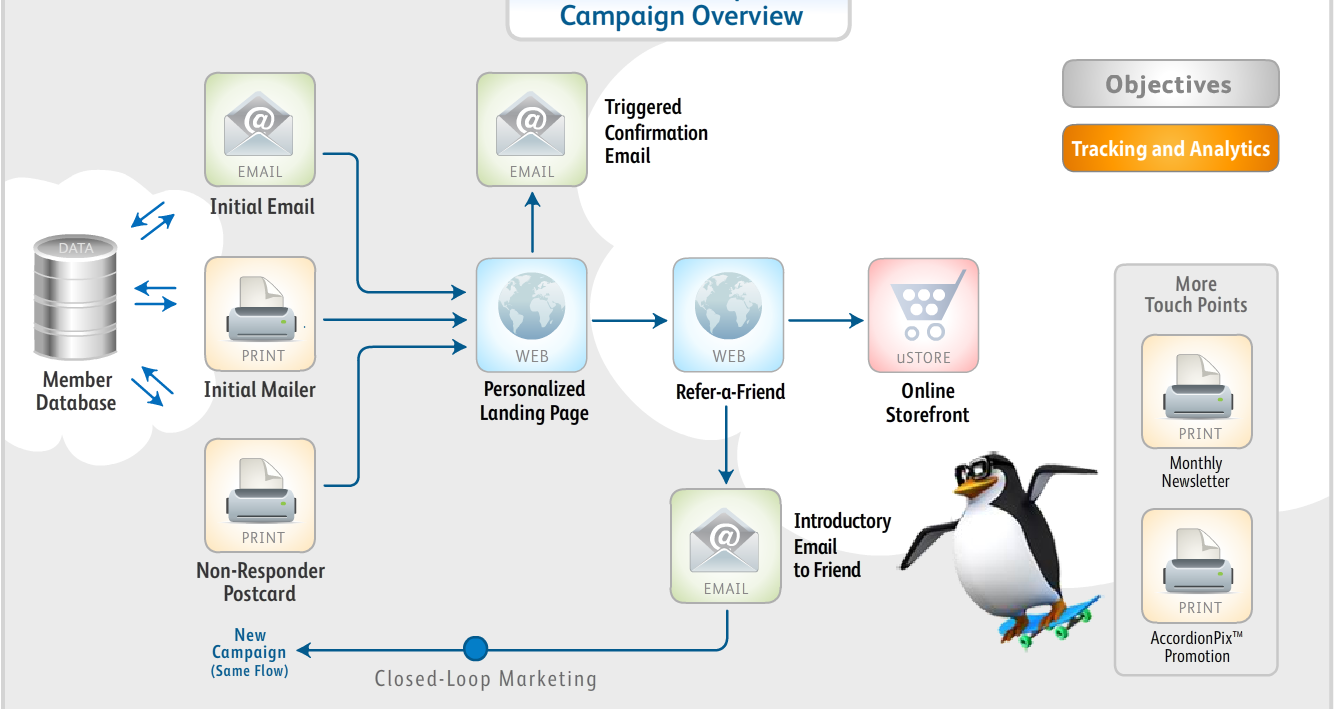 Campaign Overview
Objectives
Tracking and Analytics
@
EMAIL
Initial Email
@
EMAIL
Triggered
Confirmation
Email
DATA
Member
Database
PRINT
Initial Mailer
WEB
Personalized
Landing Page
WEB
Refer-a-Friend
uSTORE
Online
Storefront
More
Touch Points
PRINT
Monthly
Newsletter
PRINT
AccordionPix™
Promotion
PRINT
Non-Responder
Postcard
@
EMAIL
Introductory
Email
to Friend
New
Campaign
(Same Flow)
Closed-Loop Marketing